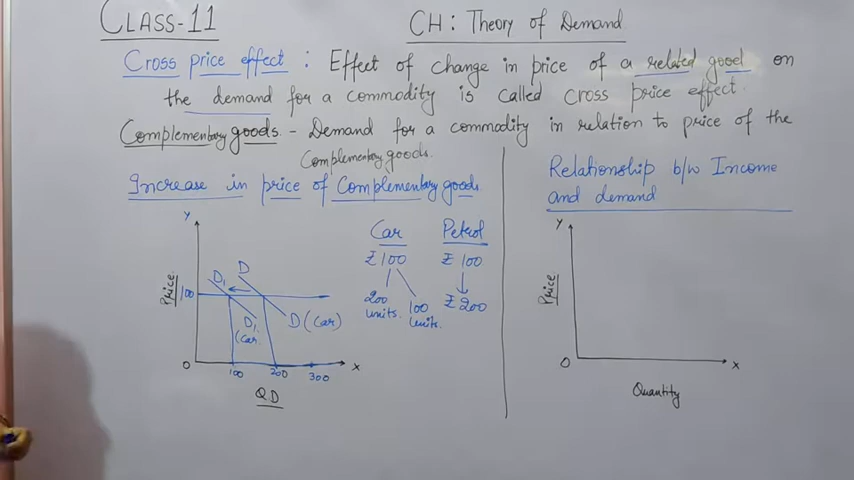 CLASS-11
CH: Theory of Demand
Cross price effect : Effect of change in price of a related good on
the demand for a commodity is called cross price effect.
Complementary goods. - Demand for a commodity in relation to price of the
Complementary goods.
Increase in price of Complementary goods
Y
Price.
100
D1
D
D1
(Car
D (Car)
O
100
200
300
X
QD
Car
Petrol
₹ 100
₹ 100
200
units.
100
units.
₹ 200
Relationship b/w Income
and demand
Y
Price
O
X
Quantity